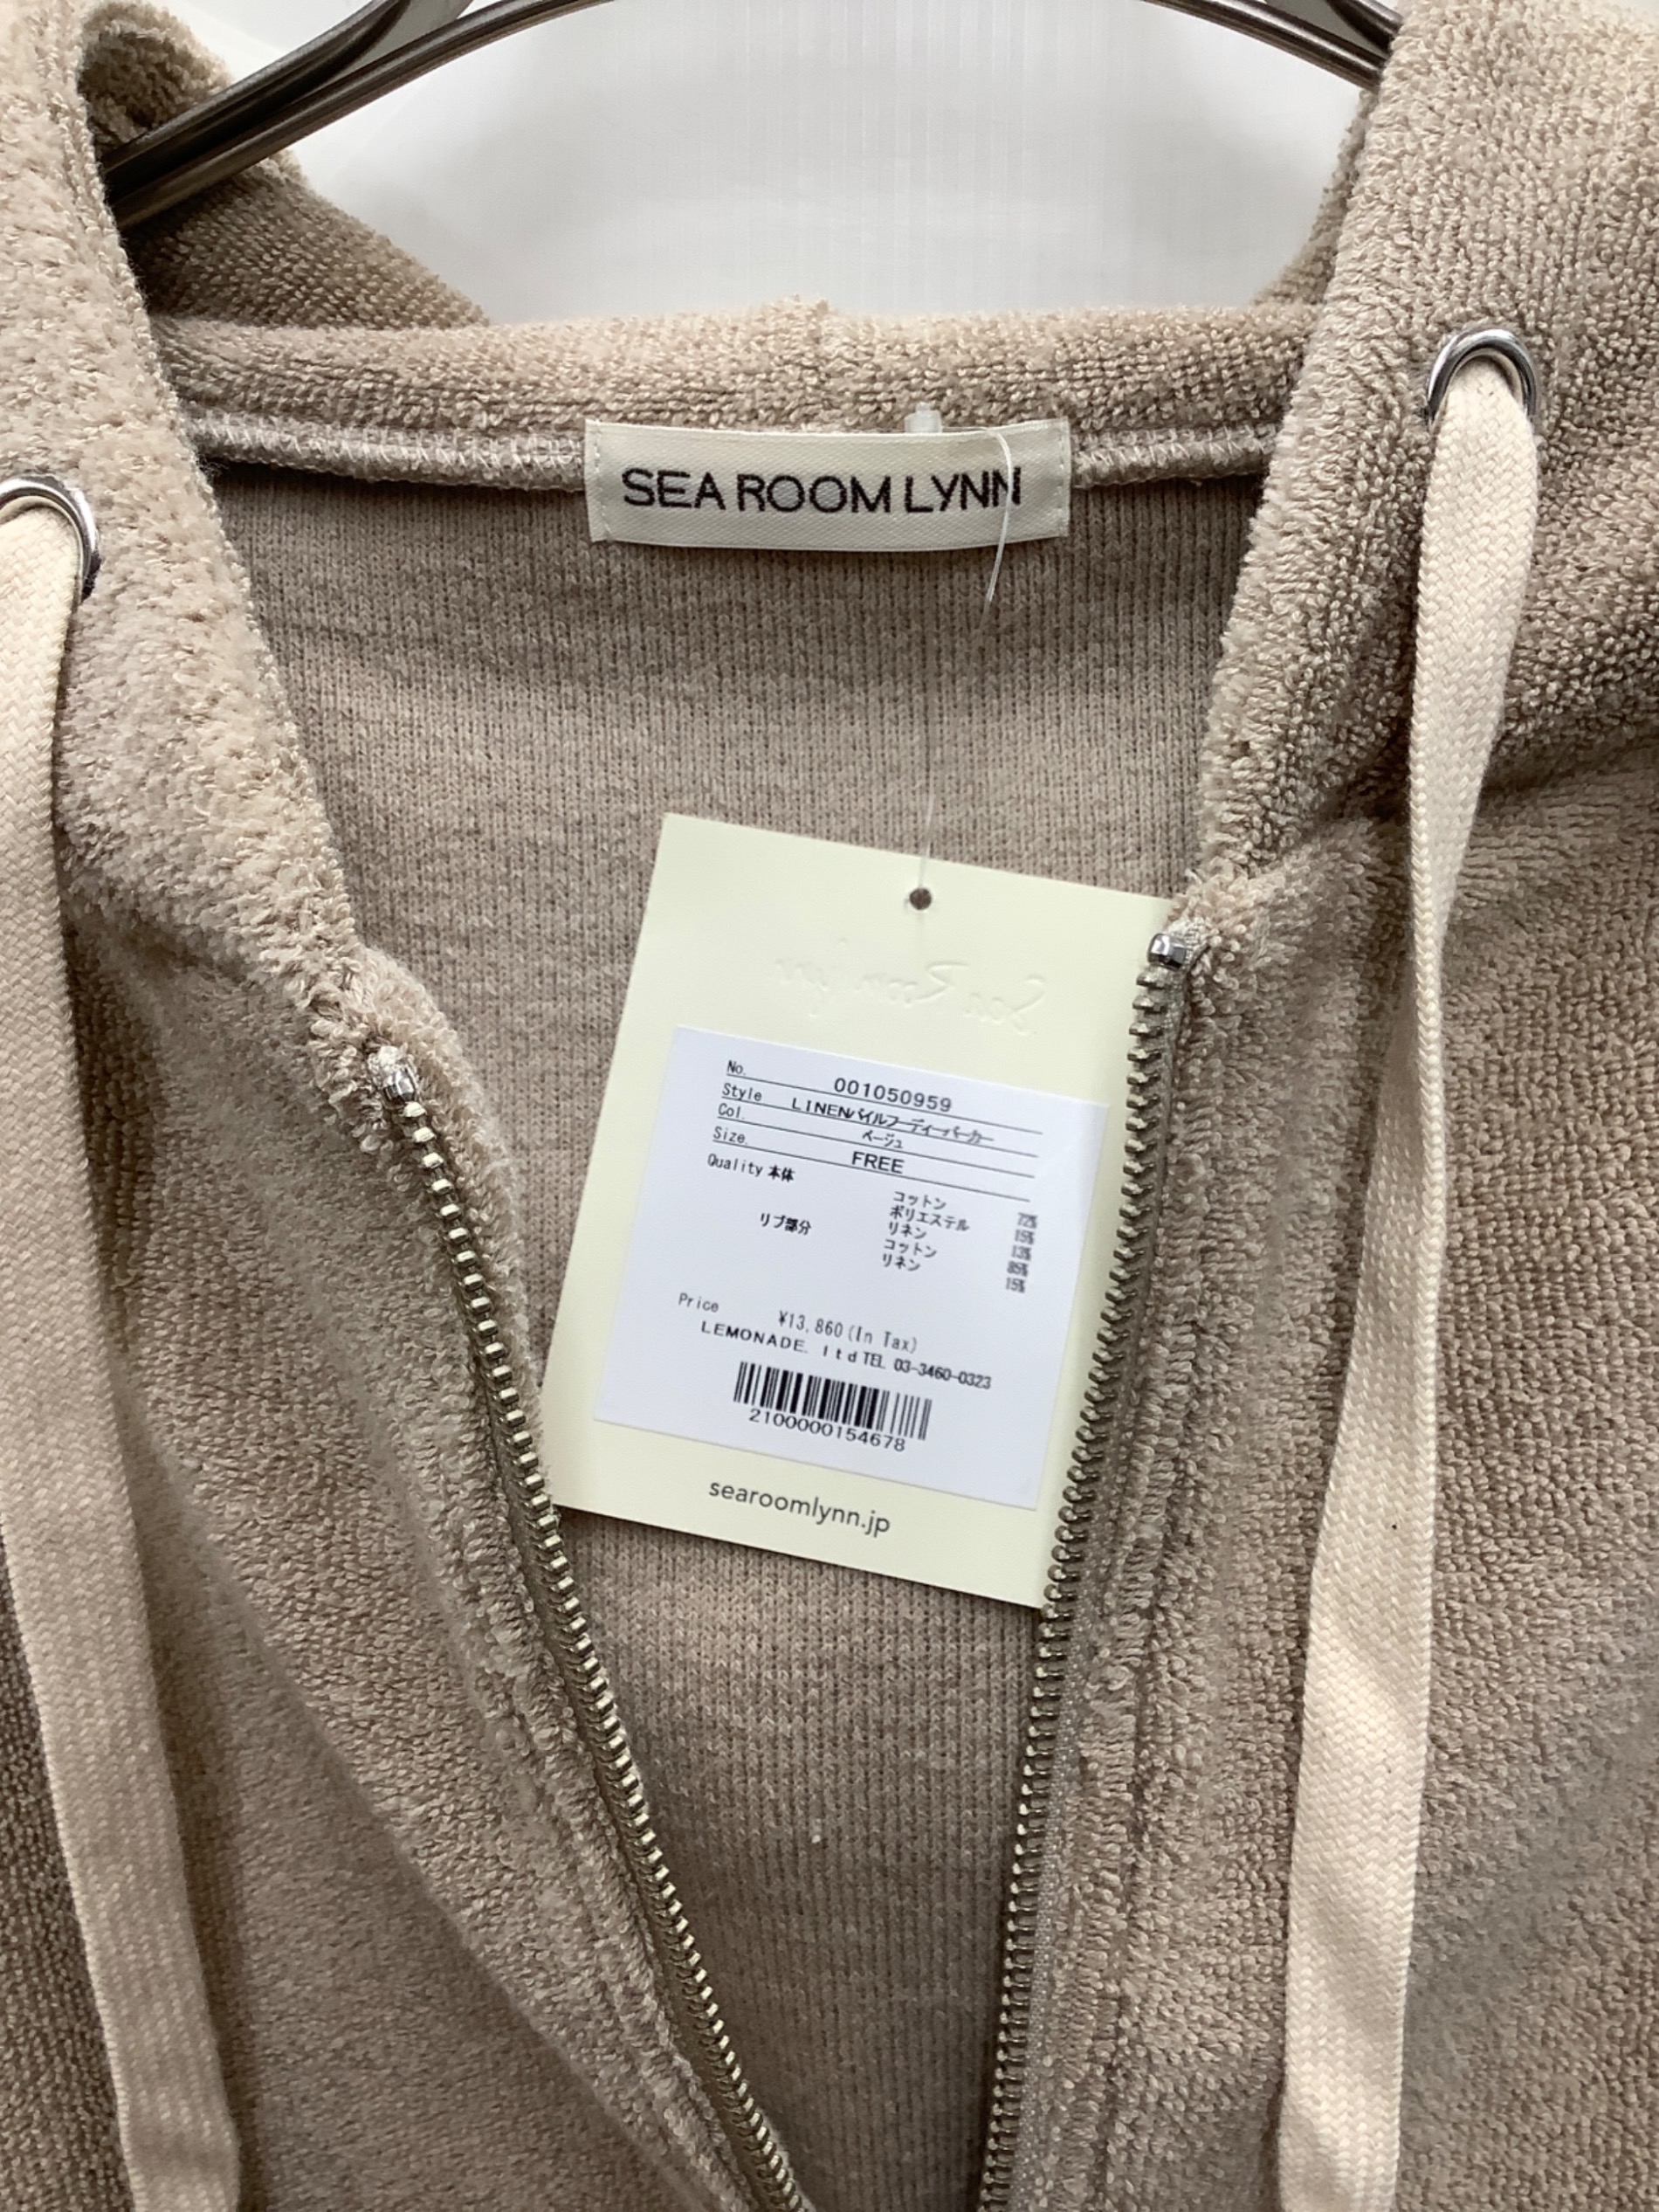 SEA ROOM LYNN
Sea Room lynn
No. 001050959
Style LINENパイルフーディーパーカー
Col. ベージュ
Size. FREE
Quality 本体 コットン 72%
ポリエステル 15%
リネン 13%
リブ部分 コットン 85%
リネン 15%
Price ¥13,860(In Tax)
LEMONADE. ltd TEL 03-3460-0323
2100000154678
searoomlynn.jp